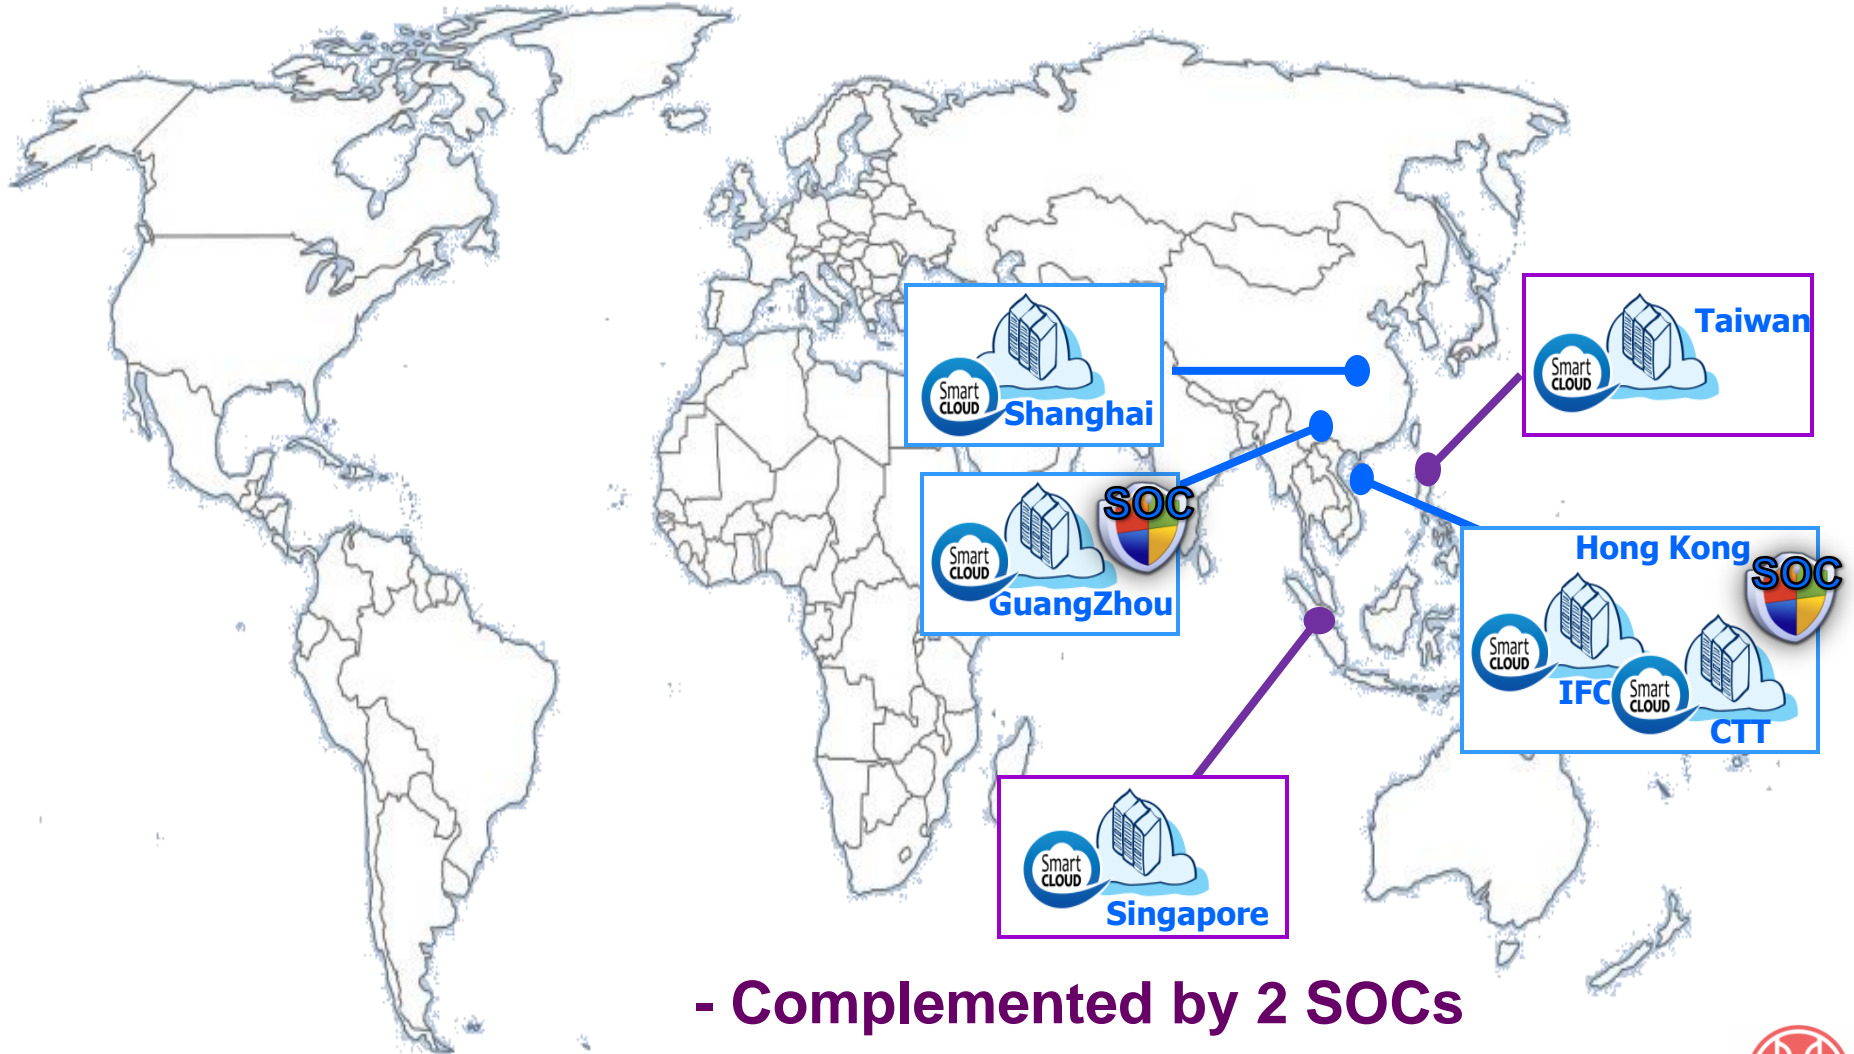 Smart
CLOUD
Shanghai
Taiwan
Smart
CLOUD
SOC
Smart
CLOUD
GuangZhou
Hong Kong
SOC
Smart
CLOUD
IFC
Smart
CLOUD
CTT
Smart
CLOUD
Singapore
- Complemented by 2 SOCs